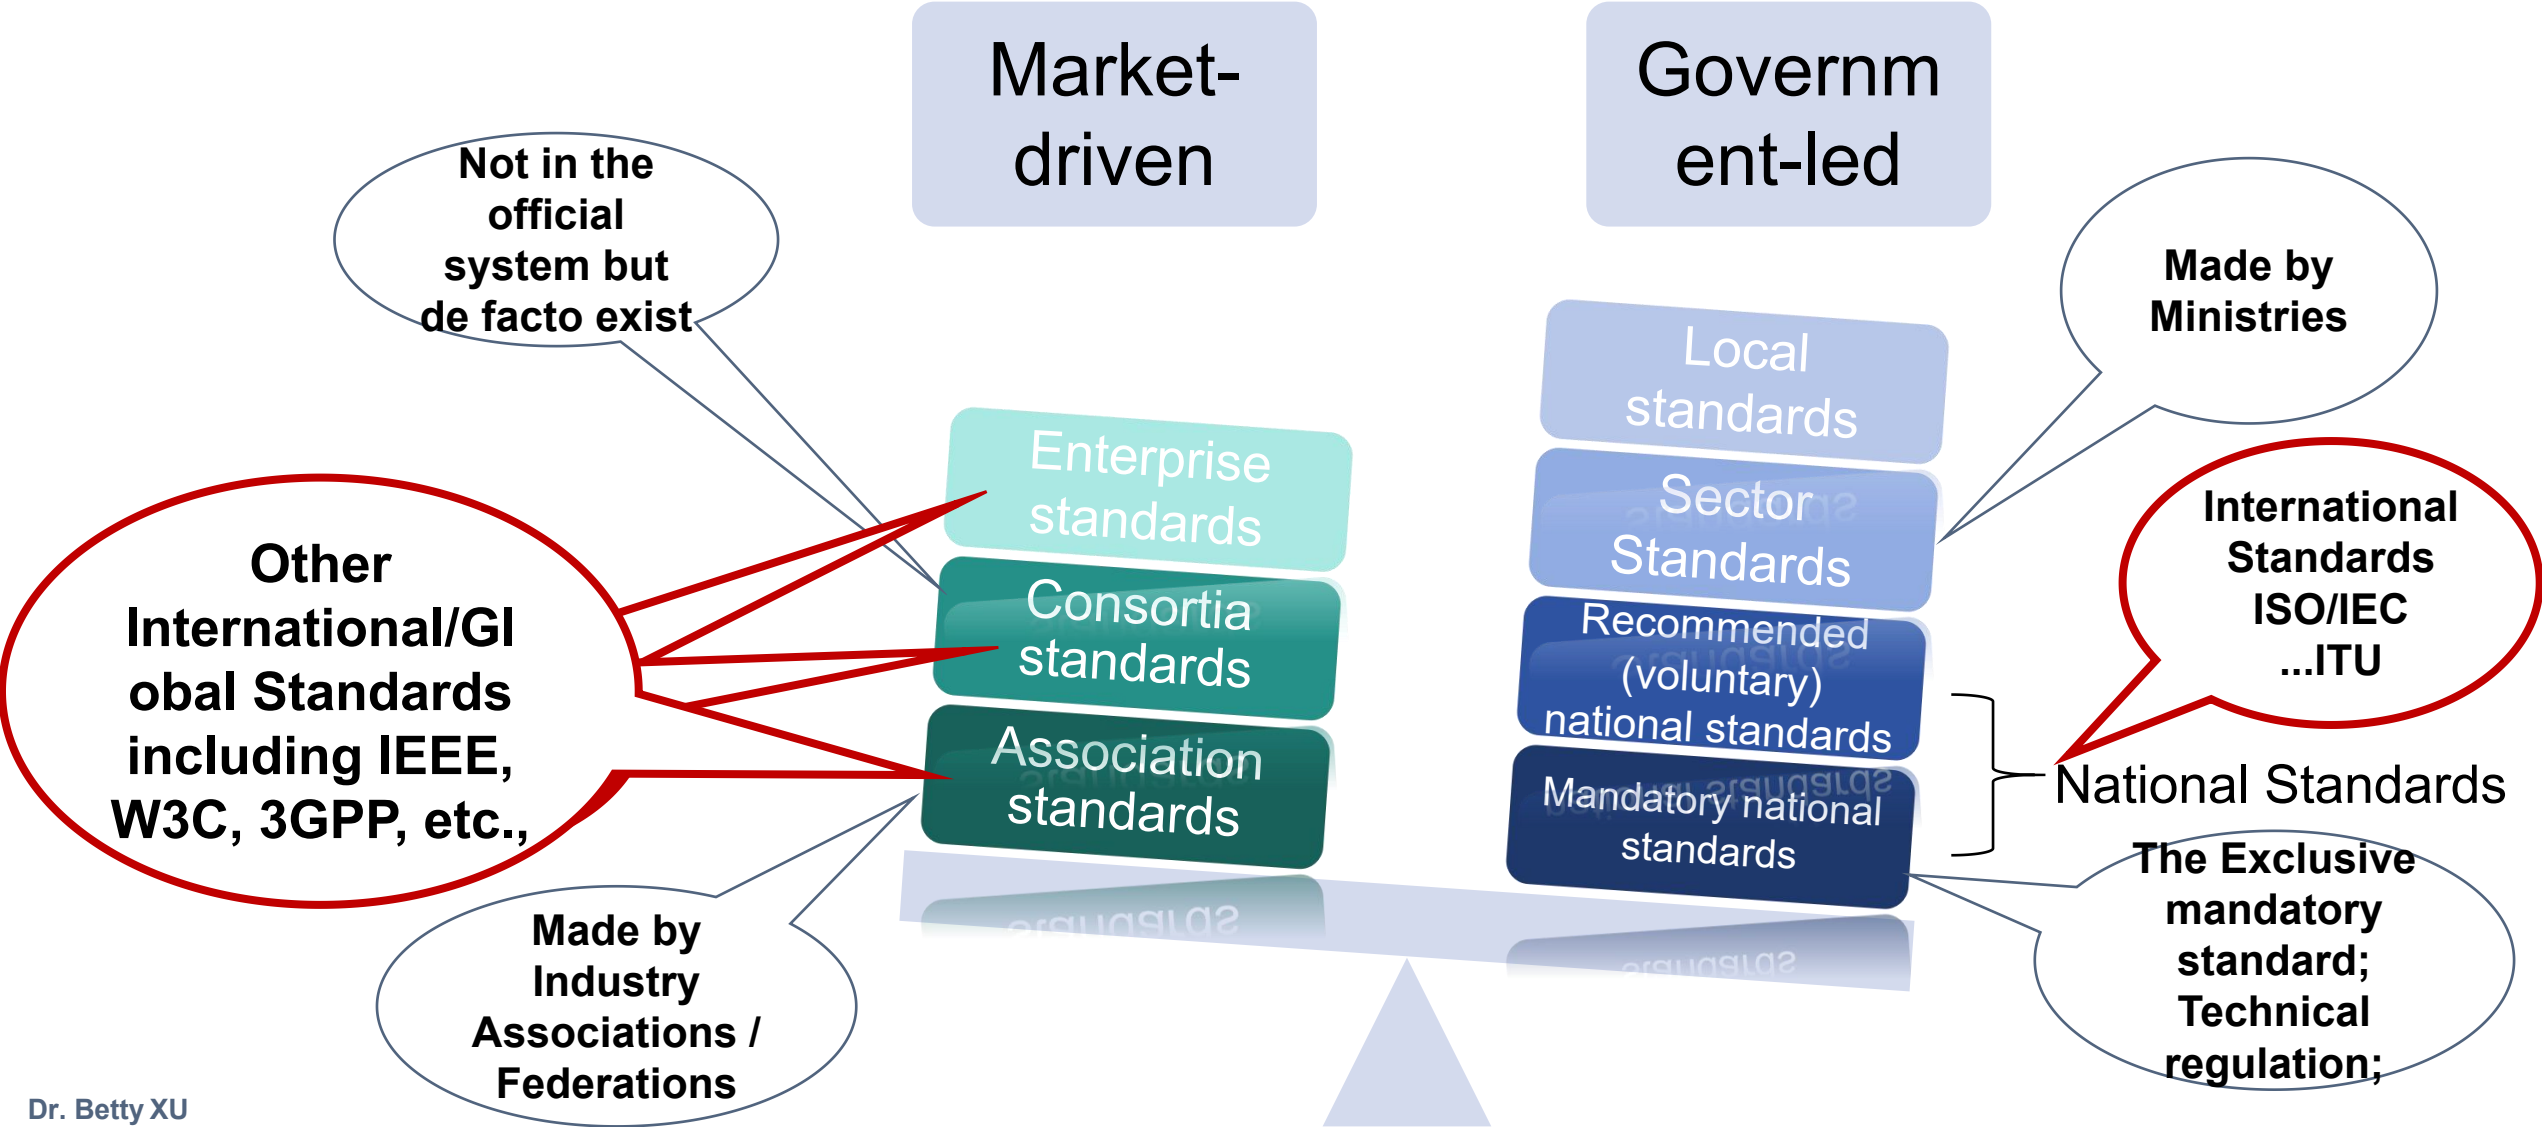 Market-
driven
Governm
ent-led
Not in the
official
system but
de facto exist
Made by
Ministries
Local
standards
Enterprise
standards
Sector
Standards
International
Standards
ISO/IEC
...ITU
Other
International/Gl
obal Standards
including IEEE,
W3C, 3GPP, etc.,
Consortia
standards
Recommended
(voluntary)
national standards
Association
standards
Mandatory national
standards
National Standards
The Exclusive
mandatory
standard;
Technical
regulation;
Made by
Industry
Associations /
Federations
Dr. Betty XU